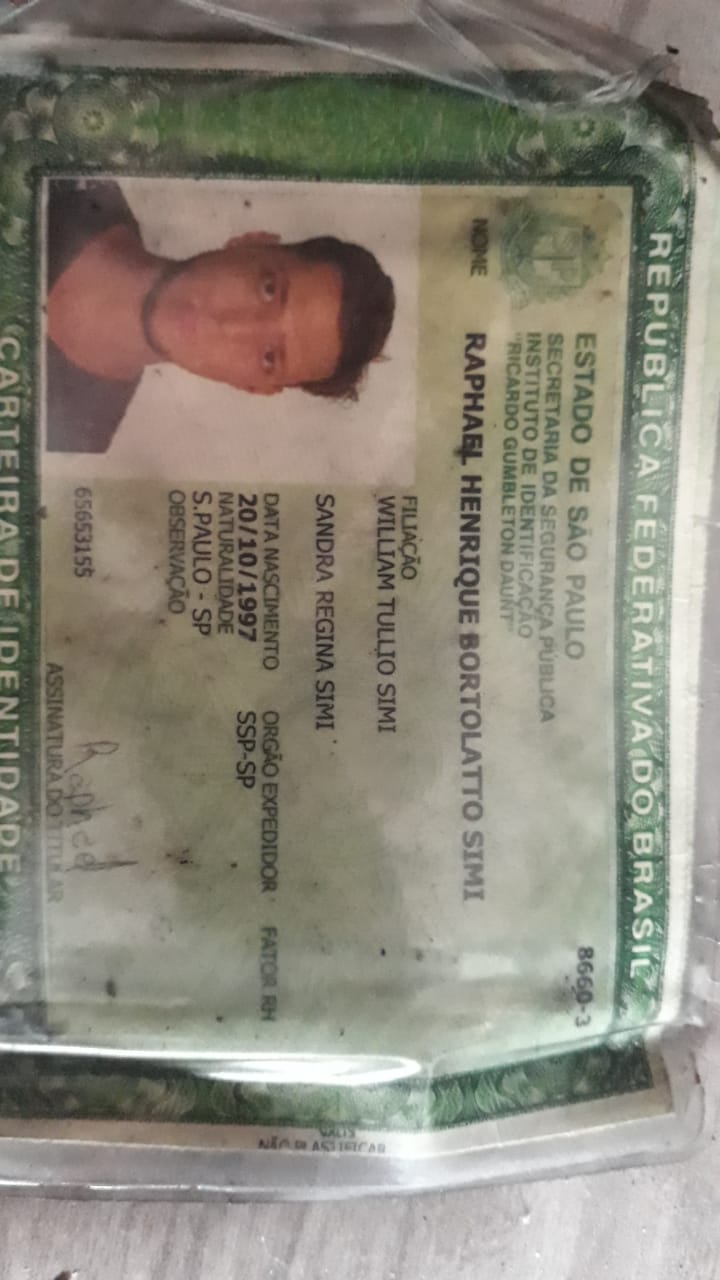 REPÚBLICA FEDERATIVA DO BRASIL
8660-3
ESTADO DE SÃO PAULO
SECRETARIA DA SEGURANÇA PÚBLICA
INSTITUTO DE IDENTIFICAÇÃO
"RICARDO GUMBLETON DAUNT"
NOME RAPHAEL HENRIQUE BORTOLATTO SIMI
FILIAÇÃO
WILLIAM TULLIO SIMI
SANDRA REGINA SIMI
DATA NASCIMENTO ORGÃO EXPEDIDOR FATOR RH
20/10/1997 SSP-SP
NATURALIDADE
S.PAULO - SP
OBSERVAÇÃO
65653155
Raphael
ASSINATURA DO TITULAR
CARTEIRA DE IDENTIDADE
NÃO PLASTIFICAR